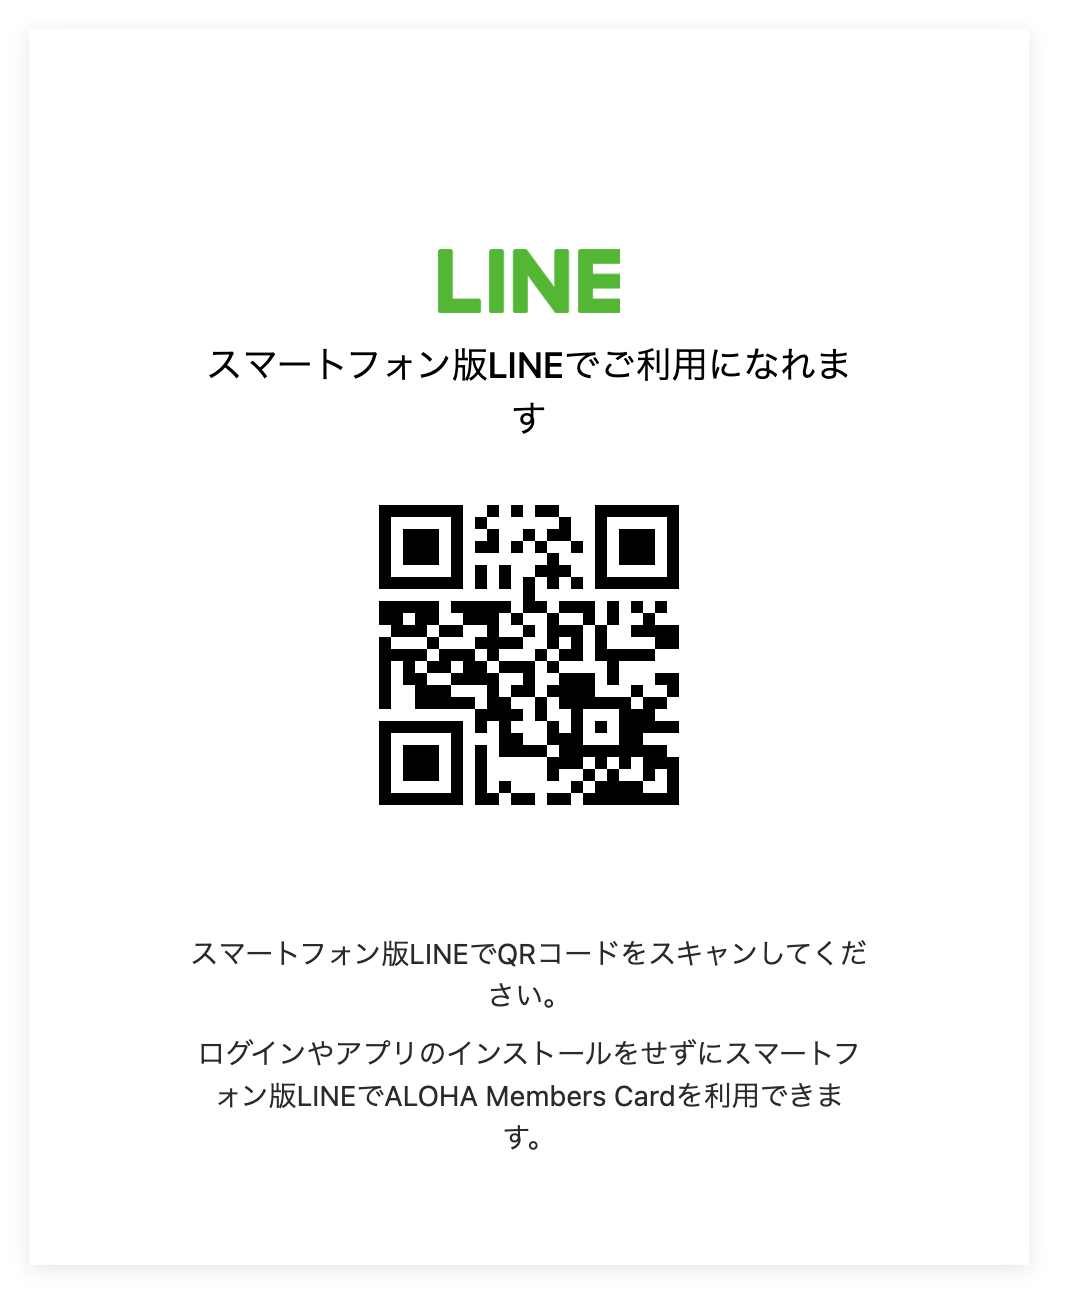 LINE
スマートフォン版LINEでご利用になれま
す
スマートフォン版LINEでQRコードをスキャンしてくだ
さい。
ログインやアプリのインストールをせずにスマートフ
ォン版LINEでALOHA Members Cardを利用できま
す。